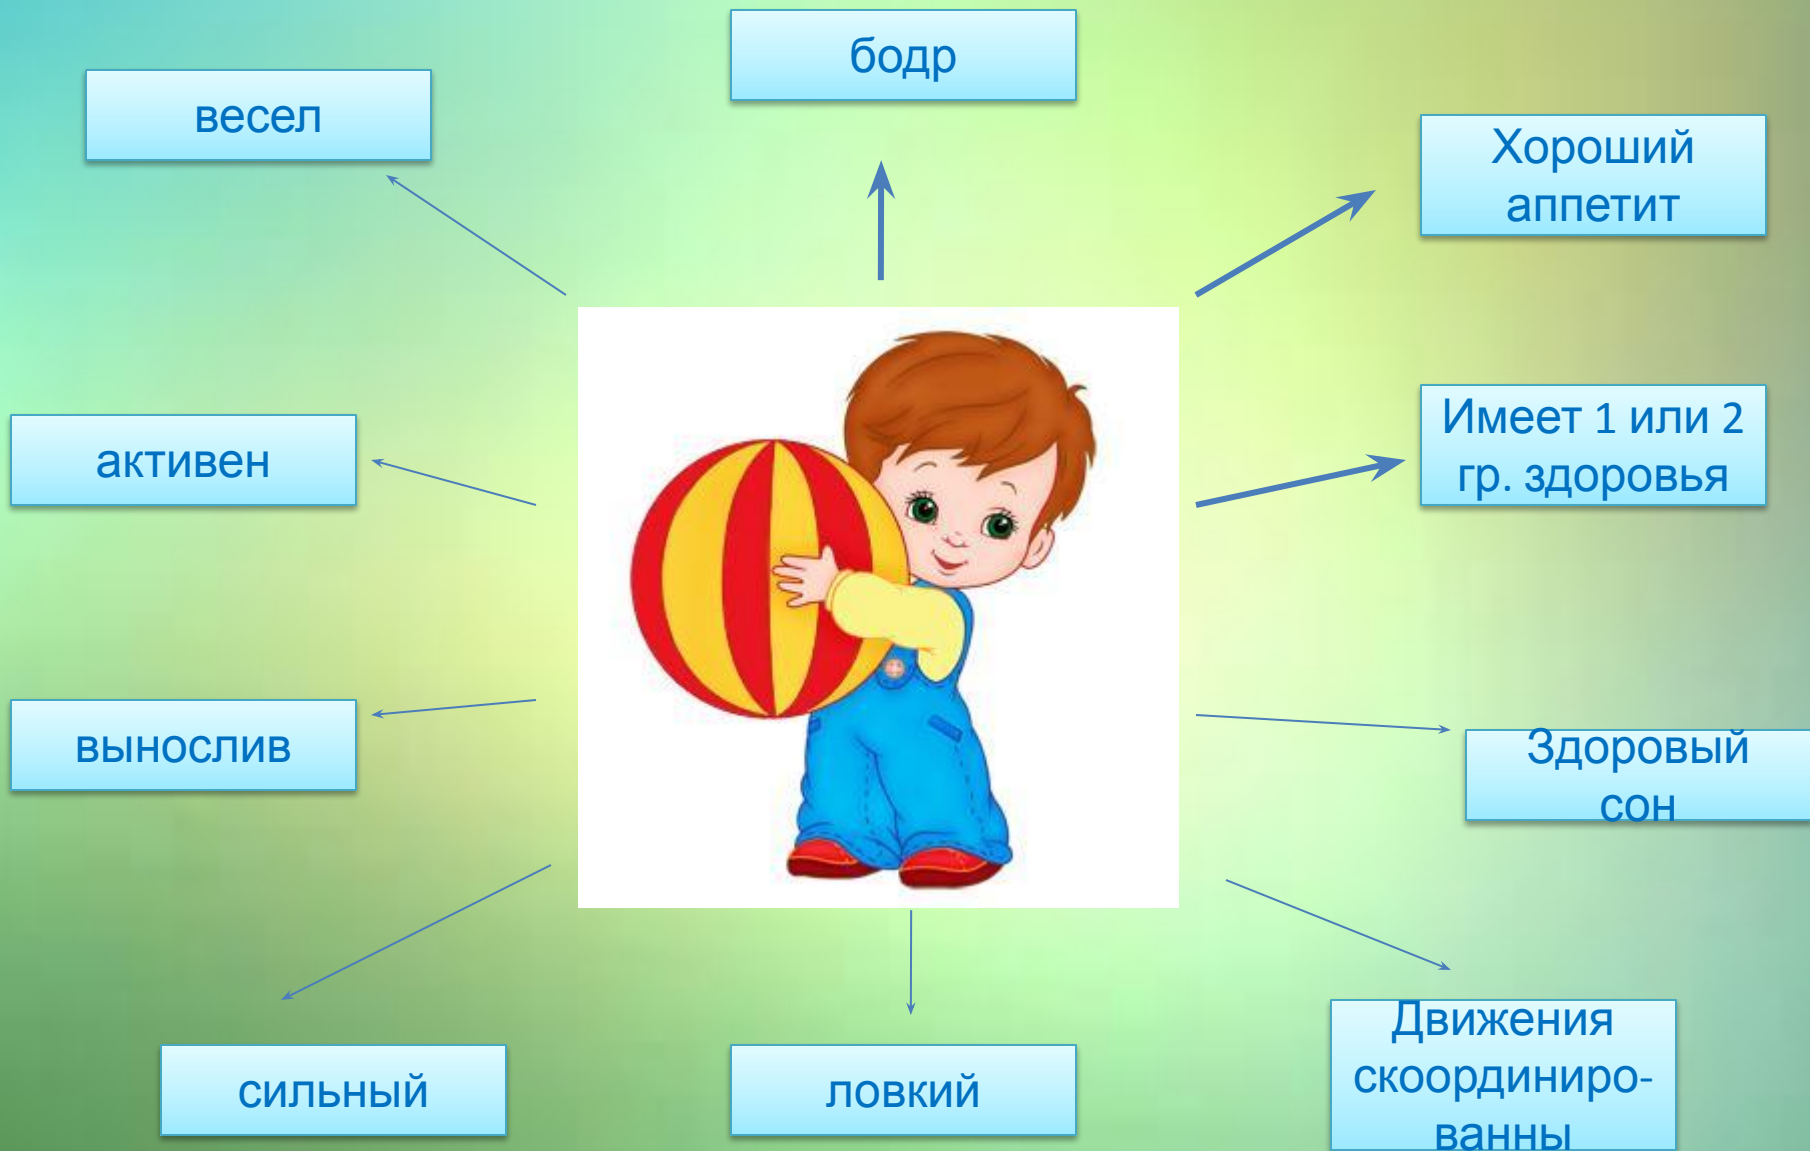 бодр
весел
Хороший
аппетит
активен
Имеет 1 или 2
гр. здоровья
вынослив
Здоровый
сон
сильный
ловкий
Движения
скоординиро-
ванны